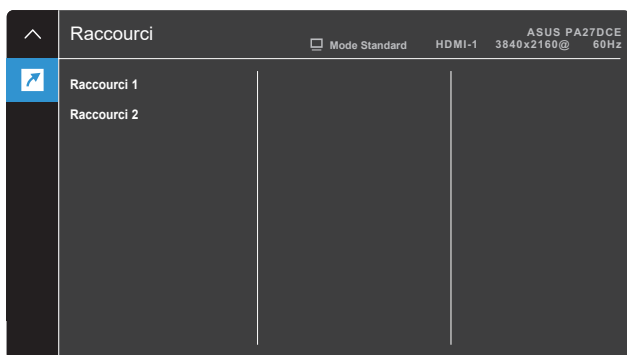 Raccourci
Mode Standard HDMI-1 ASUS PA27DCE
3840x2160@ 60Hz
Raccourci 1
Raccourci 2